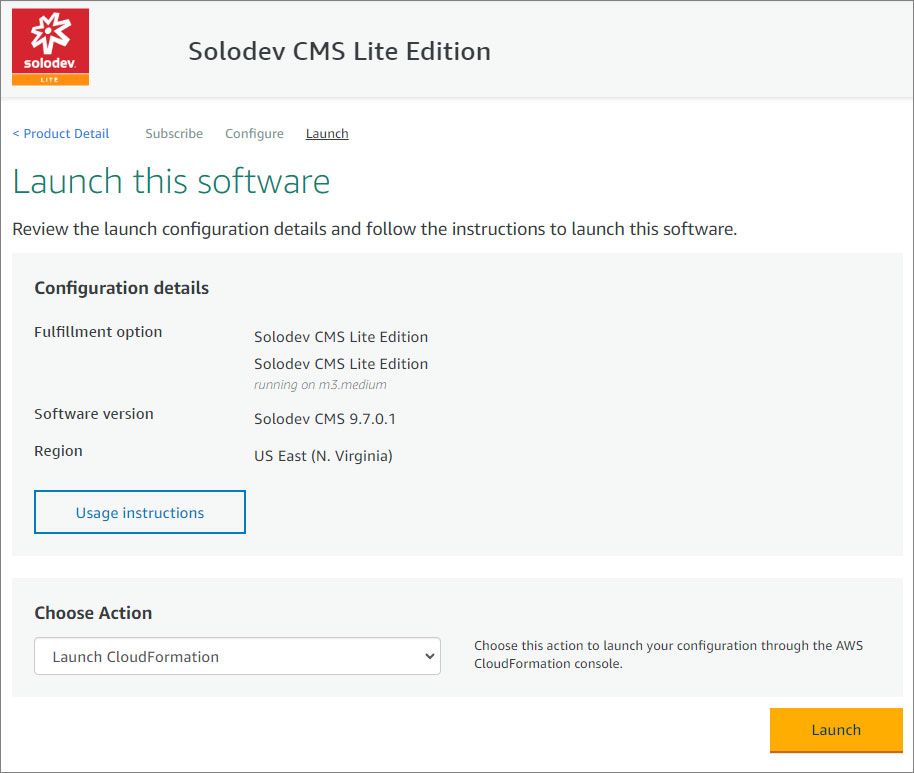 solodev
LITE
Solodev CMS Lite Edition
< Product Detail Subscribe Configure Launch
Launch this software
Review the launch configuration details and follow the instructions to launch this software.
Configuration details
Fulfillment option
Solodev CMS Lite Edition
Solodev CMS Lite Edition
running on m3.medium
Software version
Solodev CMS 9.7.0.1
Region
US East (N. Virginia)
Usage instructions
Choose Action
Launch CloudFormation
Choose this action to launch your configuration through the AWS
CloudFormation console.
Launch